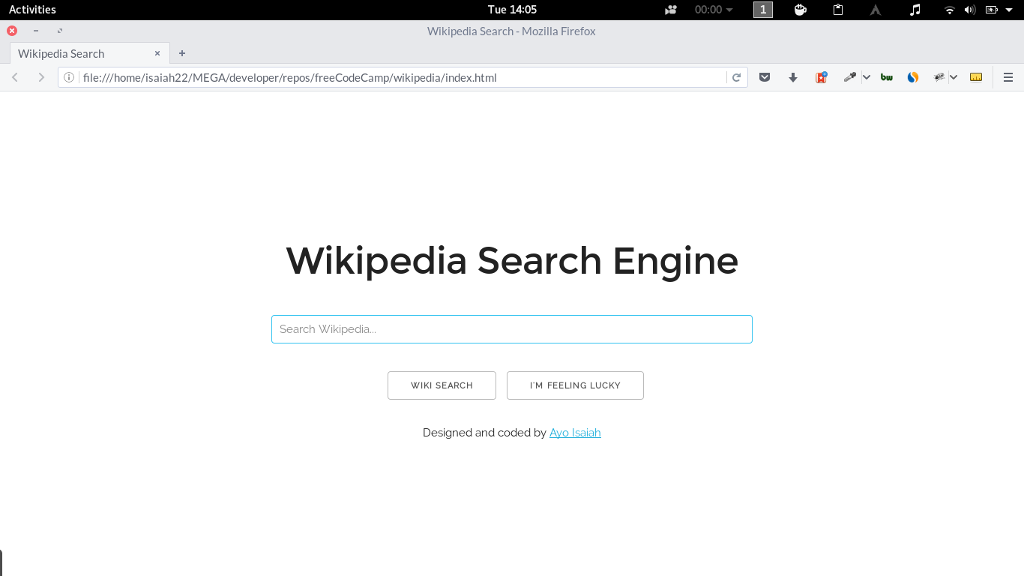 Activities Tue 14:05 00:00 1
Wikipedia Search - Mozilla Firefox
Wikipedia Search
file:///home/isaiah22/MEGA/developer/repos/freeCodeCamp/wikipedia/index.html bw
Wikipedia Search Engine
Search Wikipedia...
WIKI SEARCH I'M FEELING LUCKY
Designed and coded by Ayo Isaiah